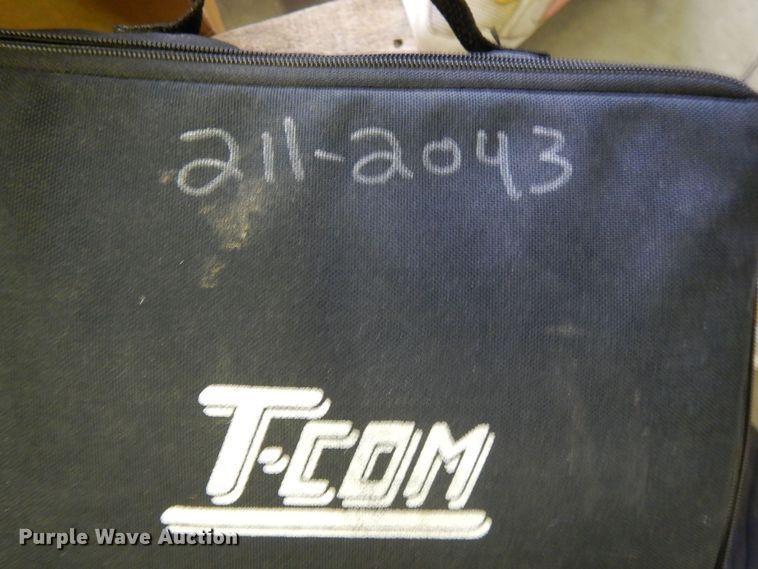 211-2043
T-COM
Purple Wave Auction